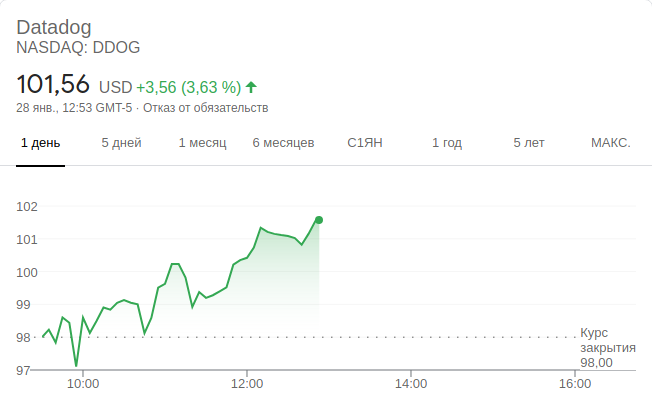 Datadog
NASDAQ: DDOG
101,56 USD +3,56 (3,63 %)
28 янв., 12:53 GMT-5 · Отказ от обязательств
1 день 5 дней 1 месяц 6 месяцев С1ЯН 1 год 5 лет МАКС.
102
101
100
99
98
97
Курс
закрытия
98,00
10:00 12:00 14:00 16:00